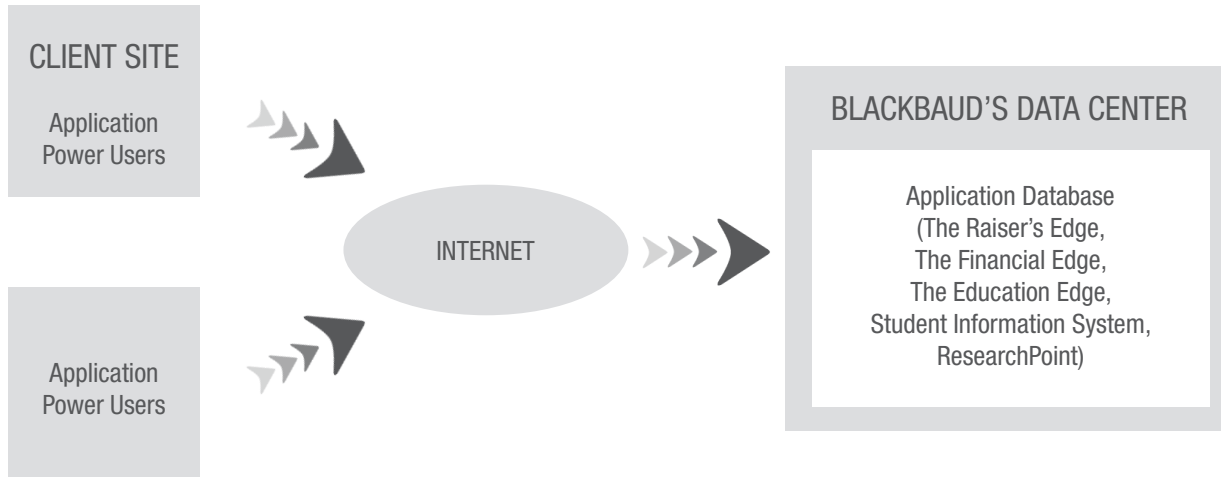 CLIENT SITE
Application
Power Users
Application
Power Users
INTERNET
BLACKBAUD’S DATA CENTER
Application Database
(The Raiser’s Edge,
The Financial Edge,
The Education Edge,
Student Information System,
ResearchPoint)